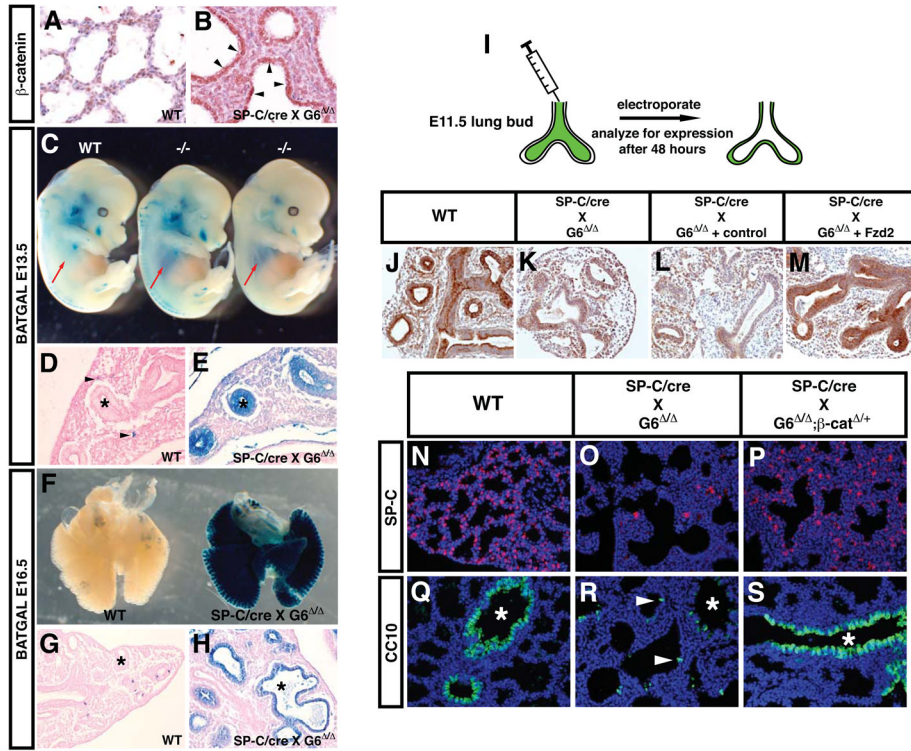 A
B
β-catenin
WT
SP-C/cre X G6Δ/Δ
C
WT
-/-
-/-
BATGAL E13.5
D
E
*
*
WT
SP-C/cre X G6Δ/Δ
F
BATGAL E16.5
WT
SP-C/cre X G6Δ/Δ
G
H
*
*
WT
SP-C/cre X G6Δ/Δ
I
E11.5 lung bud
electroporate
analyze for expression
after 48 hours
WT
SP-C/cre
X
G6Δ/Δ
SP-C/cre
X
G6Δ/Δ + control
SP-C/cre
X
G6Δ/Δ + Fzd2
J
K
L
M
WT
SP-C/cre
X
G6Δ/Δ
SP-C/cre
X
G6Δ/Δ;β-catΔ/+
SP-C
N
O
P
CC10
Q
R
S
*
*
*